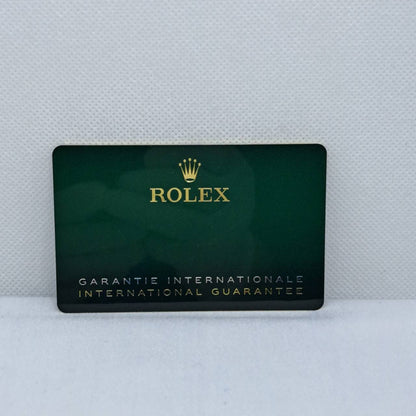 ROLEX
GARANTIE INTERNATIONALE
INTERNATIONAL GUARANTEE